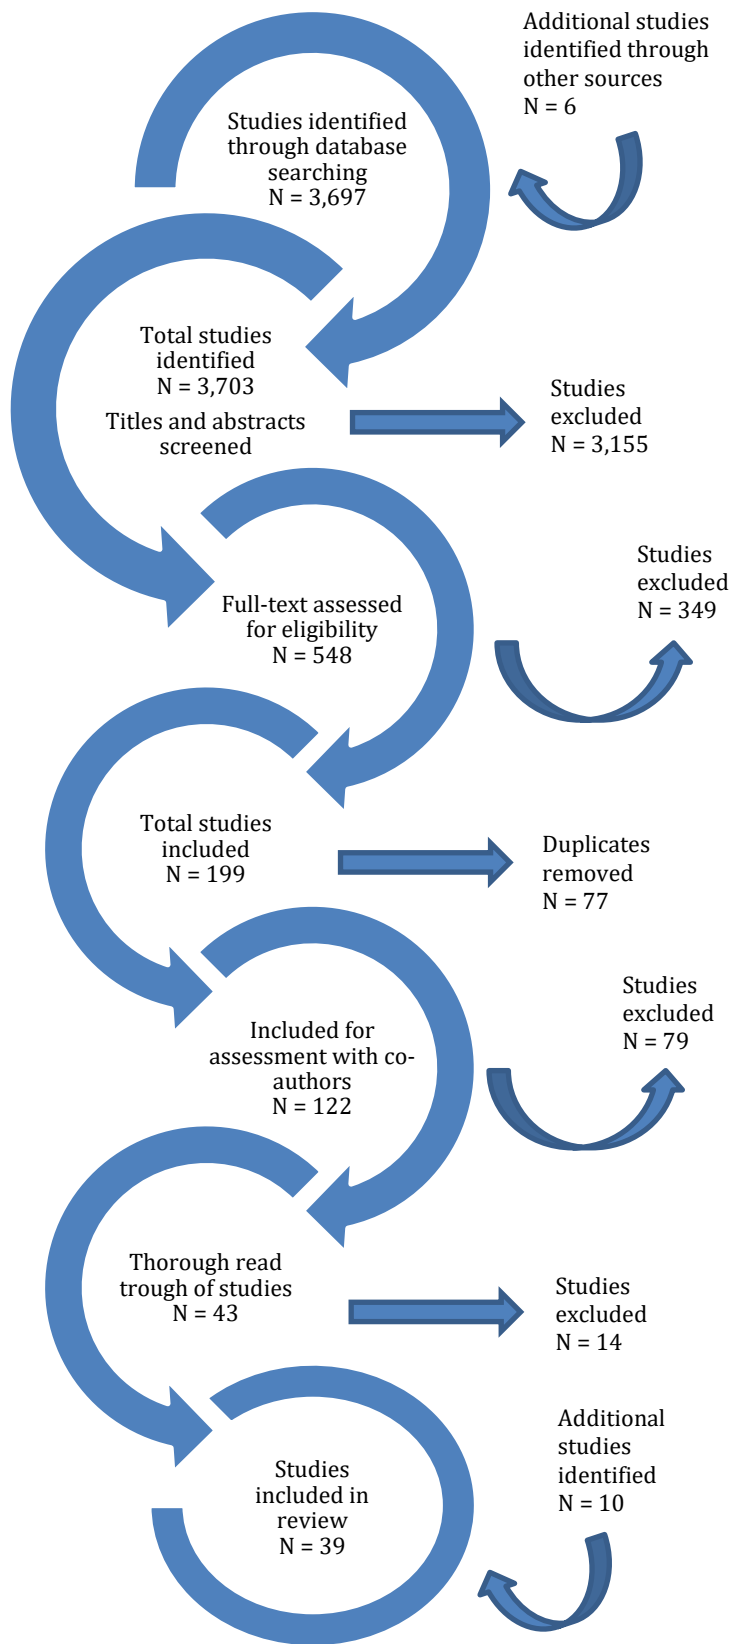 Additional studies
identified through
other sources
N = 6
Studies identified
through database
searching
N = 3,697
Total studies
identified
N = 3,703
Titles and abstracts
screened
Studies
excluded
N = 3,155
Full-text assessed
for eligibility
N = 548
Studies
excluded
N = 349
Total studies
included
N = 199
Duplicates
removed
N = 77
Included for
assessment with co-
authors
N = 122
Studies
excluded
N = 79
Thorough read
trough of studies
N = 43
Studies
excluded
N = 14
Additional
studies
identified
N = 10
Studies
included in
review
N = 39